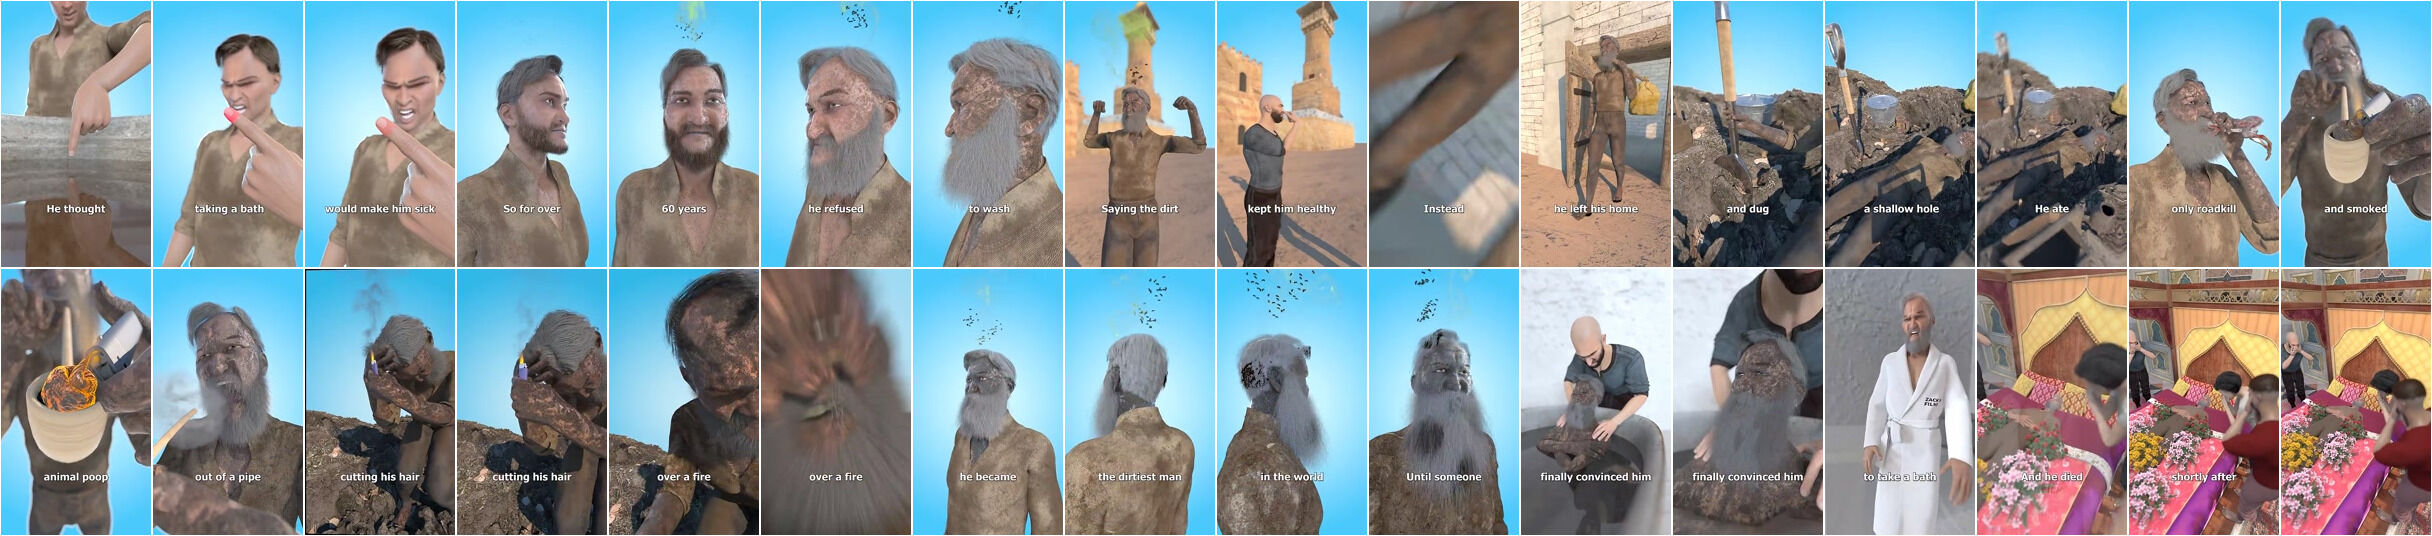 He thought
taking a bath
would make him sick
So for over
60 years
he refused
to wash
Saying the dirt
kept him healthy
Instead
he left his home
and dug
a shallow hole
He ate
only roadkill
and smoked
animal poop
out of a pipe
cutting his hair
cutting his hair
over a fire
over a fire
he became
the dirtiest man
in the world
Until someone
finally convinced him
finally convinced him
to take a bath
ZACK
FILM
And he died
shortly after